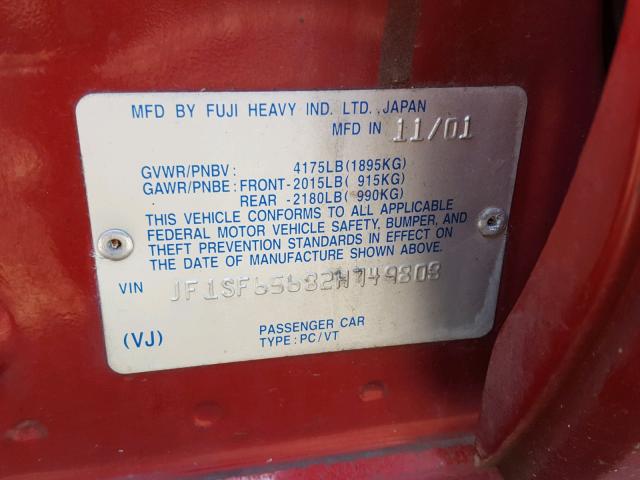 MFD BY FUJI HEAVY IND. LTD. JAPAN
MFD IN 11/01
GVWR/PNBV: 4175LB(1895KG)
GAWR/PNBE: FRONT-2015LB( 915KG)
REAR -2180LB( 990KG)
THIS VEHICLE CONFORMS TO ALL APPLICABLE
FEDERAL MOTOR VEHICLE SAFETY, BUMPER, AND
THEFT PREVENTION STANDARDS IN EFFECT ON
THE DATE OF MANUFACTURE SHOWN ABOVE.
VIN JF1SF65682H749303
(VJ) PASSENGER CAR
TYPE: PC/VT